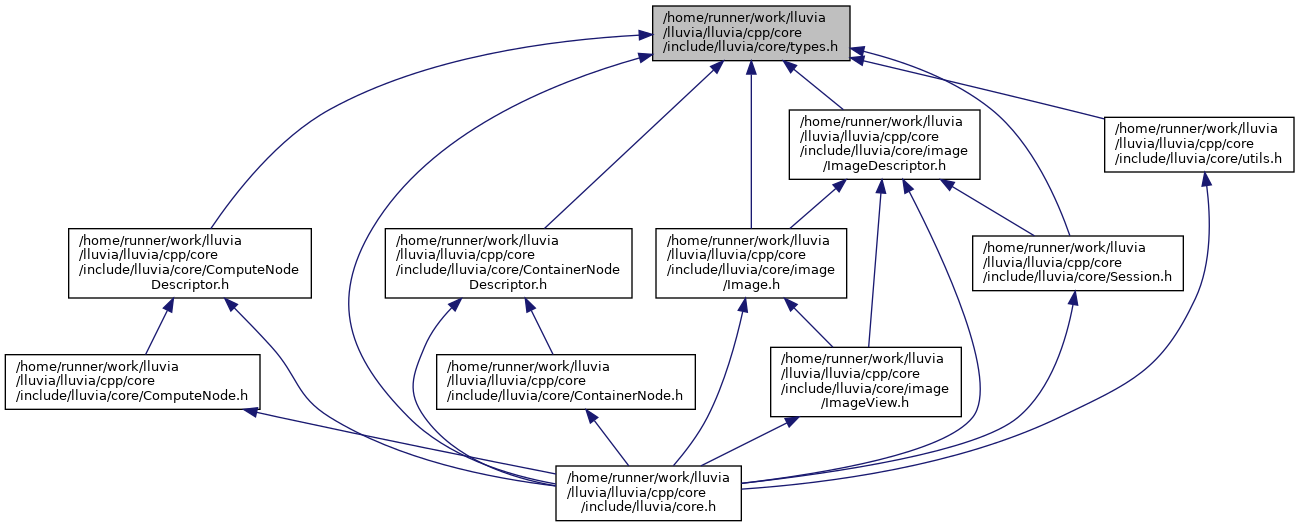 /home/runner/work/lluvia
/lluvia/lluvia/cpp/core
/include/lluvia/core/types.h
/home/runner/work/lluvia
/lluvia/lluvia/cpp/core
/include/lluvia/core/image
/ImageDescriptor.h
/home/runner/work/lluvia
/lluvia/lluvia/cpp/core
/include/lluvia/core/utils.h
/home/runner/work/lluvia
/lluvia/lluvia/cpp/core
/include/lluvia/core/ComputeNode
Descriptor.h
/home/runner/work/lluvia
/lluvia/lluvia/cpp/core
/include/lluvia/core/ContainerNode
Descriptor.h
/home/runner/work/lluvia
/lluvia/lluvia/cpp/core
/include/lluvia/core/image
/Image.h
/home/runner/work/lluvia
/lluvia/lluvia/cpp/core
/include/lluvia/core/Session.h
/home/runner/work/lluvia
/lluvia/lluvia/cpp/core
/include/lluvia/core/ComputeNode.h
/home/runner/work/lluvia
/lluvia/lluvia/cpp/core
/include/lluvia/core/ContainerNode.h
/home/runner/work/lluvia
/lluvia/lluvia/cpp/core
/include/lluvia/core/image
/ImageView.h
/home/runner/work/lluvia
/lluvia/lluvia/cpp/core
/include/lluvia/core.h